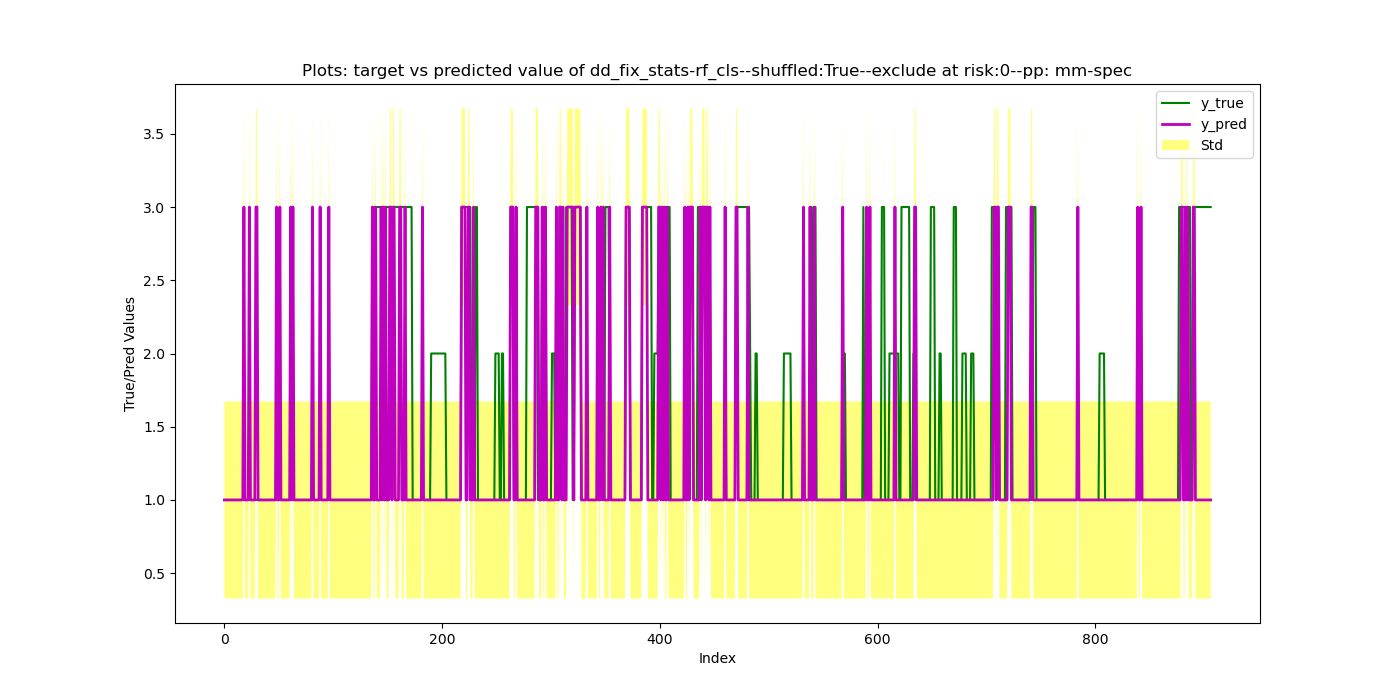 Plots: target vs predicted value of dd_fix_stats-rf_cls--shuffled:True--exclude at risk:0--pp: mm-spec
y_true
y_pred
Std
3.5
3.0
2.5
2.0
1.5
1.0
0.5
True/Pred Values
0 200 400 600 800
Index